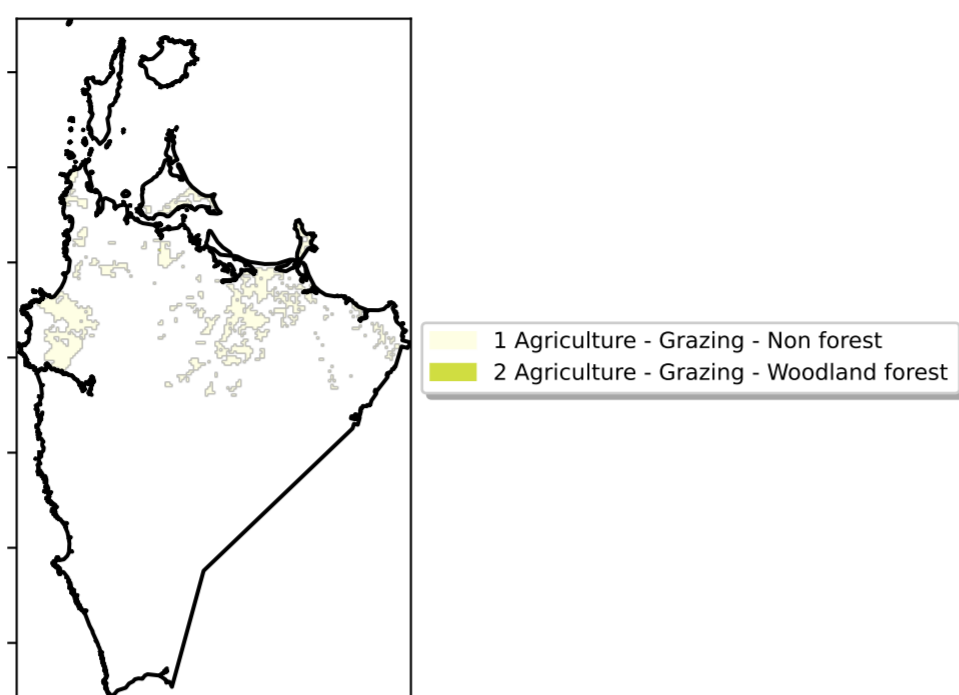 1 Agriculture - Grazing - Non forest
2 Agriculture - Grazing - Woodland forest